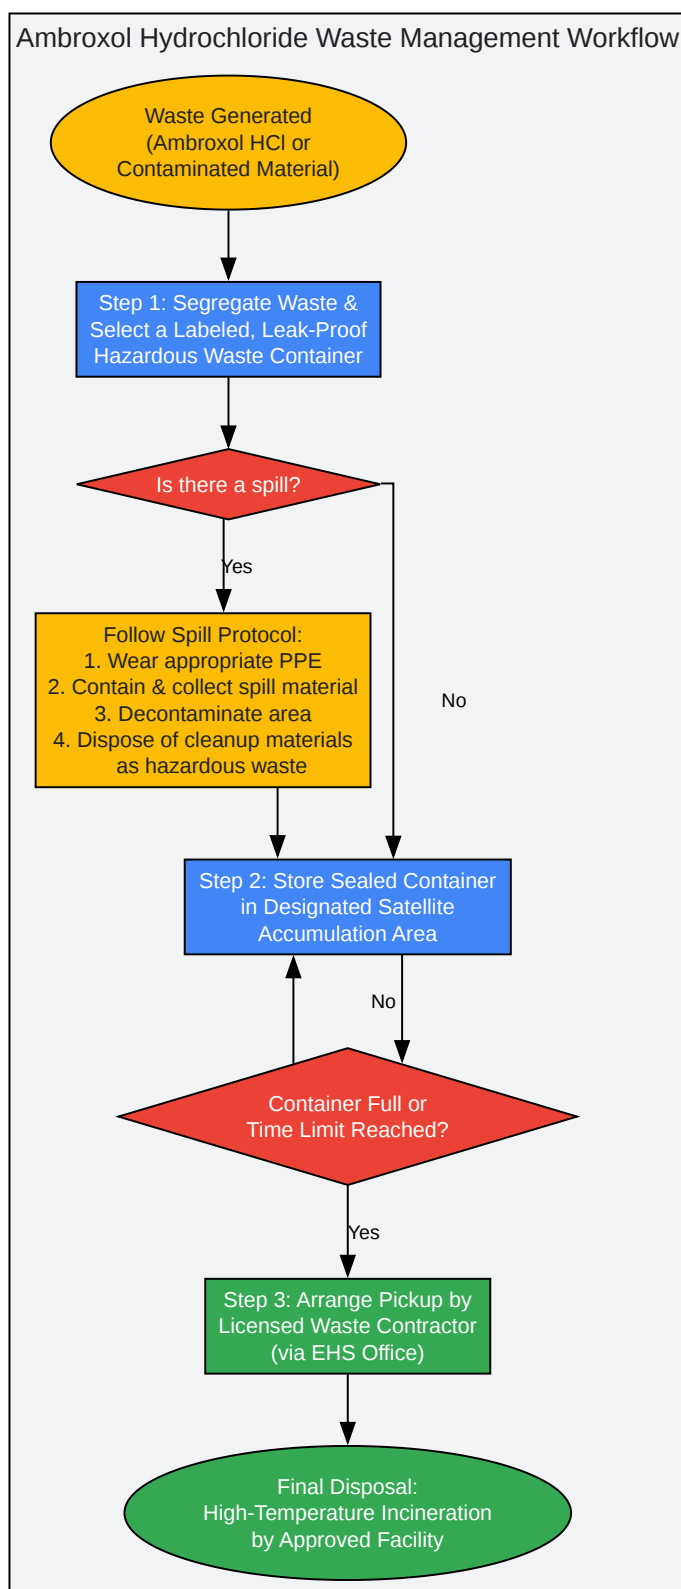 Ambroxol Hydrochloride Waste Management Workflow
Waste Generated
(Ambroxol HCl or
Contaminated Material)
Step 1: Segregate Waste &
Select a Labeled, Leak-Proof
Hazardous Waste Container
Is there a spill?
Yes
Follow Spill Protocol:
1. Wear appropriate PPE
2. Contain & collect spill material
3. Decontaminate area
4. Dispose of cleanup materials
as hazardous waste
No
Step 2: Store Sealed Container
in Designated Satellite
Accumulation Area
No
Container Full or
Time Limit Reached?
Yes
Step 3: Arrange Pickup by
Licensed Waste Contractor
(via EHS Office)
Final Disposal:
High-Temperature Incineration
by Approved Facility